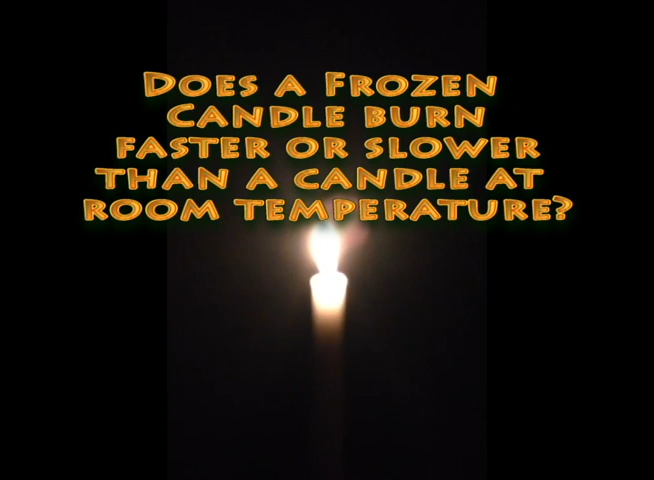 Does a Frozen
Candle burn
faster or slower
than a candle at
room temperature?